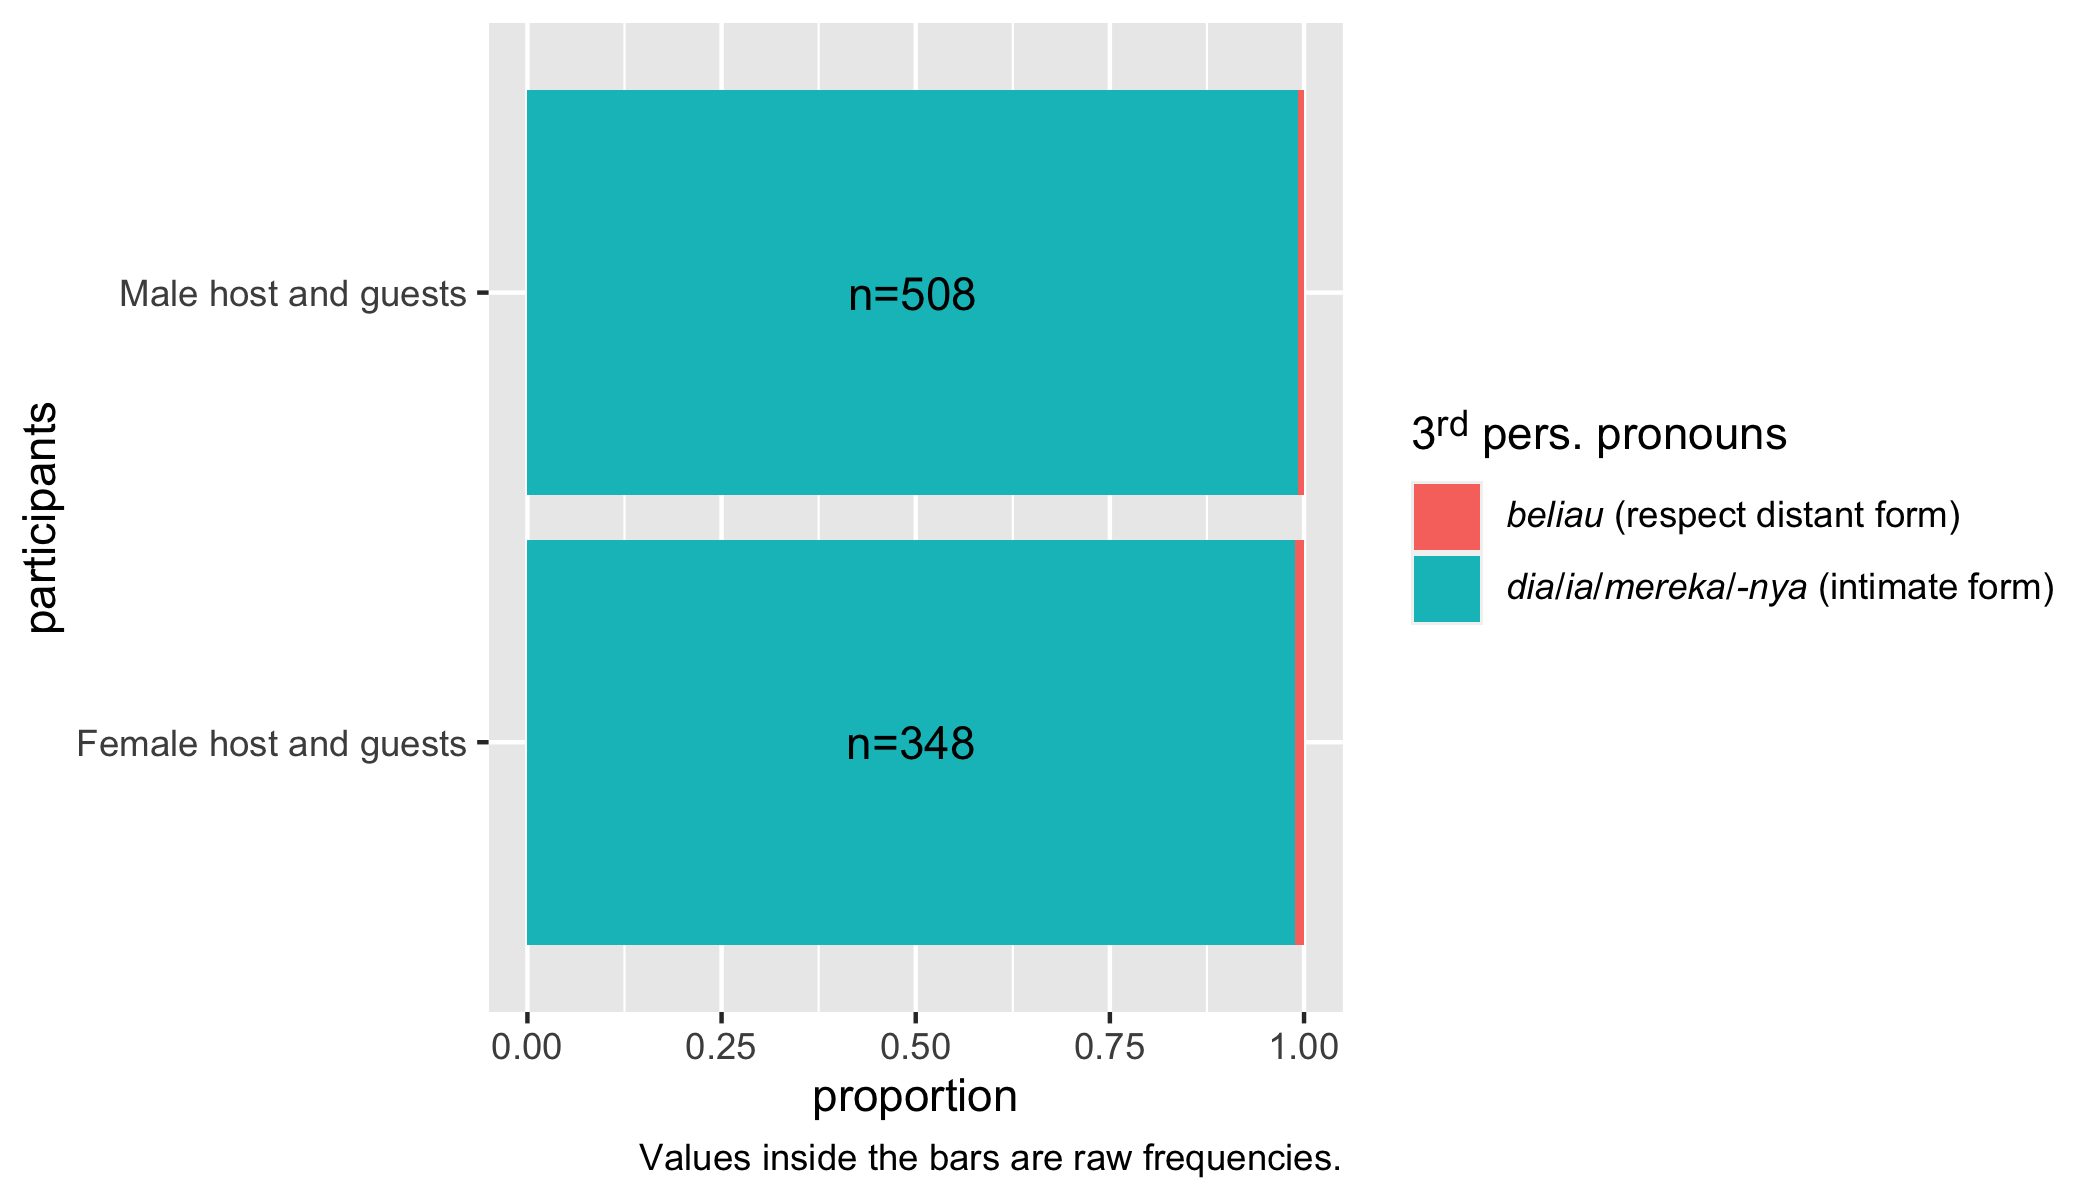 participants
Male host and guests
n=508
Female host and guests
n=348
0.00 0.25 0.50 0.75 1.00
proportion
Values inside the bars are raw frequencies.
3rd pers. pronouns
beliau (respect distant form)
dia/ia/mereka/-nya (intimate form)